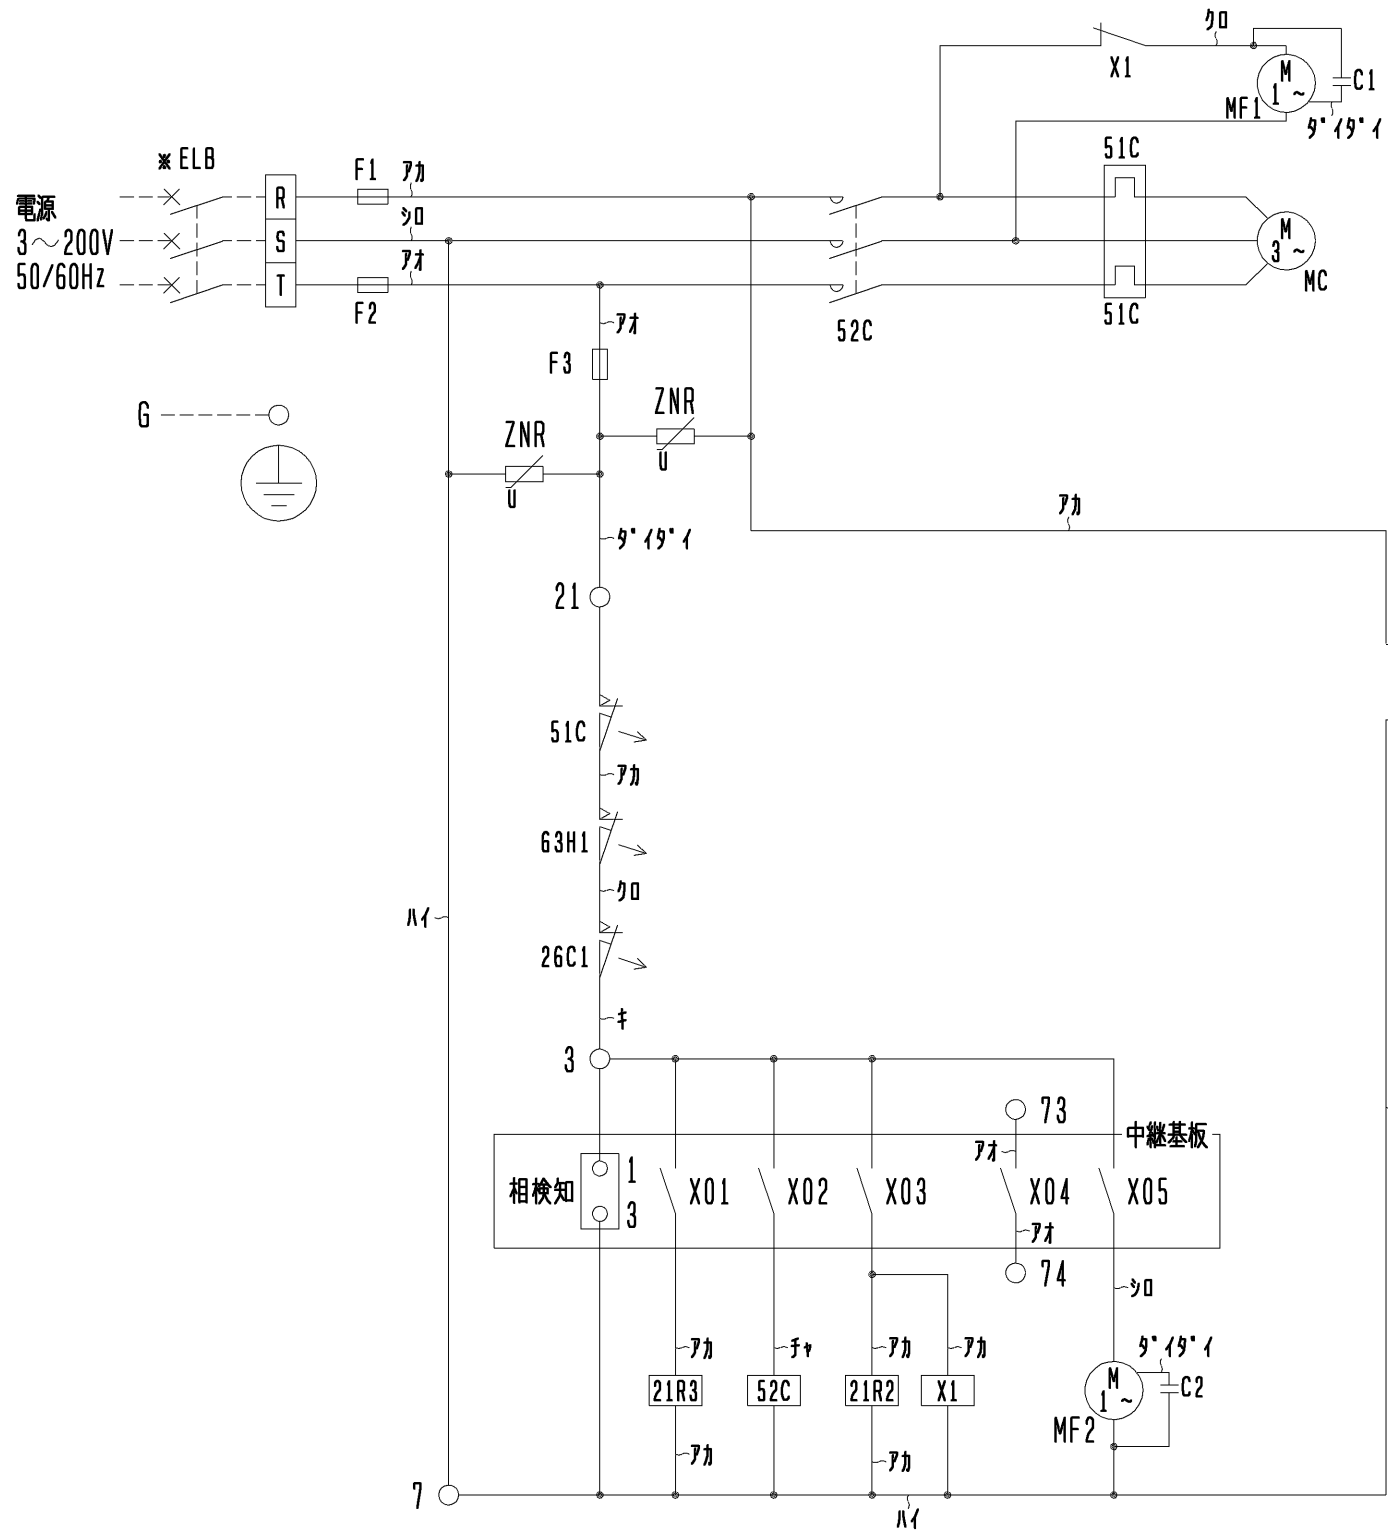 ｸﾛ
X1
M
1～
C1
MF1
ﾀﾞｲﾀﾞｲ
※ELB
F1
ｱｶ
51C
電源
3～200V
50/60Hz
R
S
T
ｼﾛ
ｱｵ
M
3～
MC
F2
52C
51C
ｱｵ
F3
G
ZNR
U
ZNR
U
ｱｶ
ﾀﾞｲﾀﾞｲ
21
51C
ｱｶ
63H1
ｸﾛ
ﾊｲ
26C1
ｷ
3
73
中継基板
ｱｵ
相検知
1
3
X01
X02
X03
X04
X05
ｱｵ
74
ｼﾛ
ｱｶ
ﾁｬ
ｱｶ
ｱｶ
ﾀﾞｲﾀﾞｲ
21R3
52C
21R2
X1
M
1～
C2
MF2
ｱｶ
ｱｶ
7
ﾊｲ